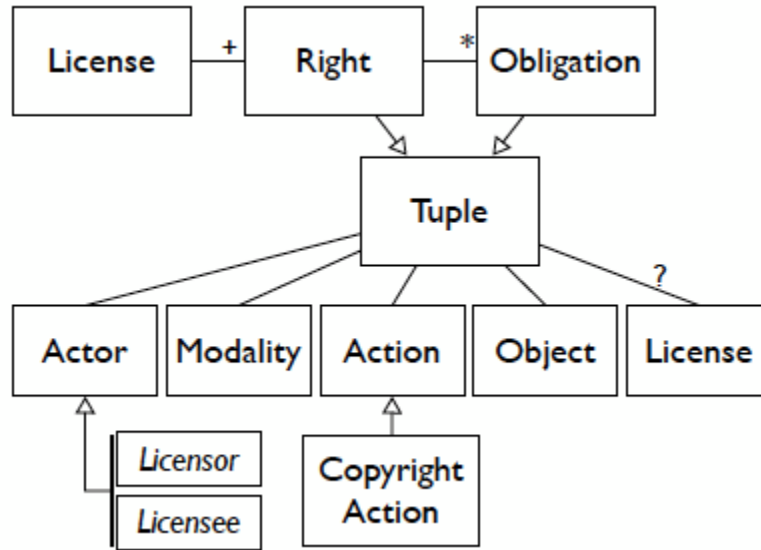 License
+
Right
*
Obligation
Tuple
?
Actor
Modality
Action
Object
License
Licensor
Licensee
Copyright
Action